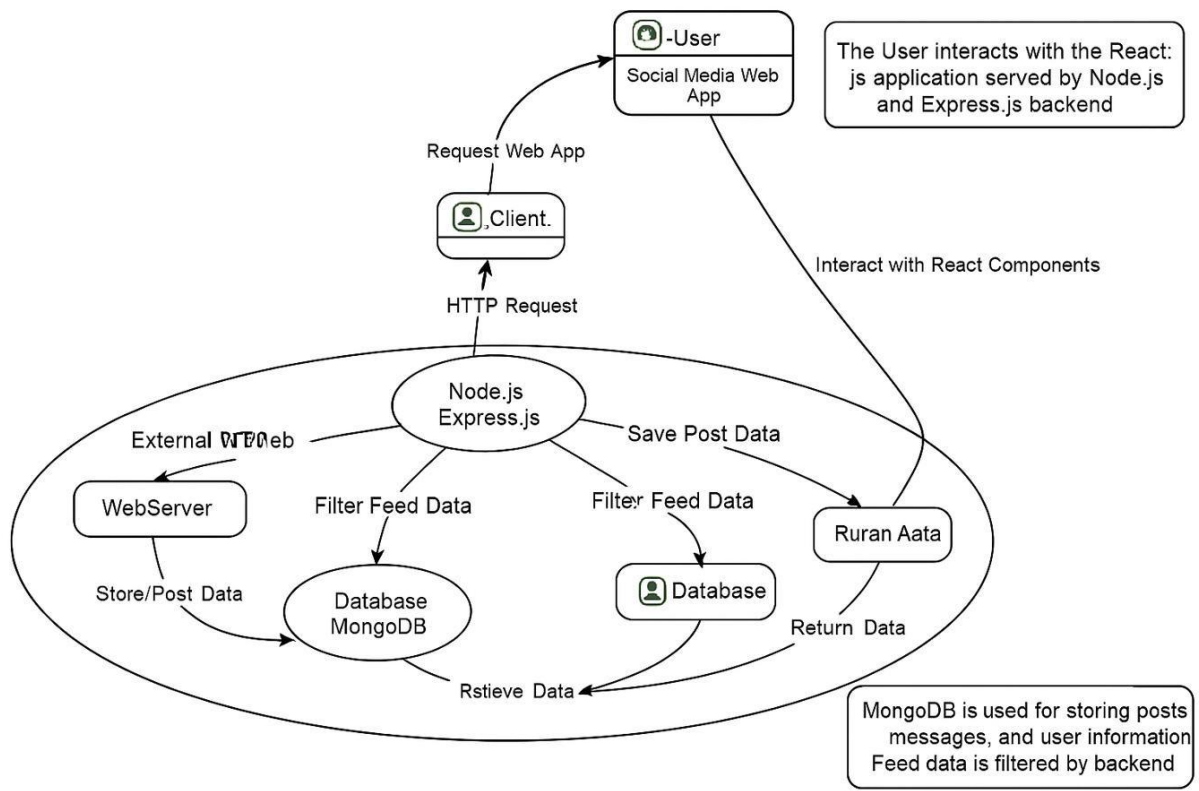 -User
Social Media Web
App
The User interacts with the React:
js application served by Node.js
and Express.js backend
Request Web App
Client.
Interact with React Components
HTTP Request
Node.js
Express.js
External
Save Post Data
WebServer
Filter Feed Data
Filter Feed Data
Ruran Aata
Store/Post Data
Database
MongoDB
Database
Return Data
Rstieve Data
MongoDB is used for storing posts
messages, and user information
Feed data is filtered by backend